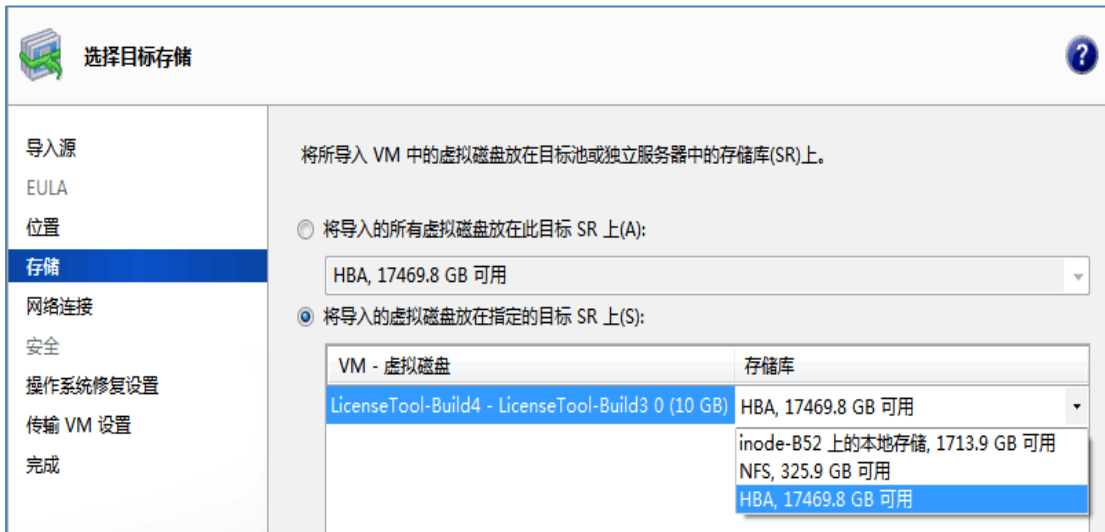 选择目标存储
?
导入源
EULA
位置
存储
网络连接
安全
操作系统修复设置
传输 VM 设置
完成
将所导入 VM 中的虚拟磁盘放在目标池或独立服务器中的存储库(SR)上。
将导入的所有虚拟磁盘放在此目标 SR 上(A):
HBA, 17469.8 GB 可用
将导入的虚拟磁盘放在指定的目标 SR 上(S):
VM - 虚拟磁盘 存储库
LicenseTool-Build4 - LicenseTool-Build3 0 (10 GB) HBA, 17469.8 GB 可用
inode-B52 上的本地存储, 1713.9 GB 可用
NFS, 325.9 GB 可用
HBA, 17469.8 GB 可用